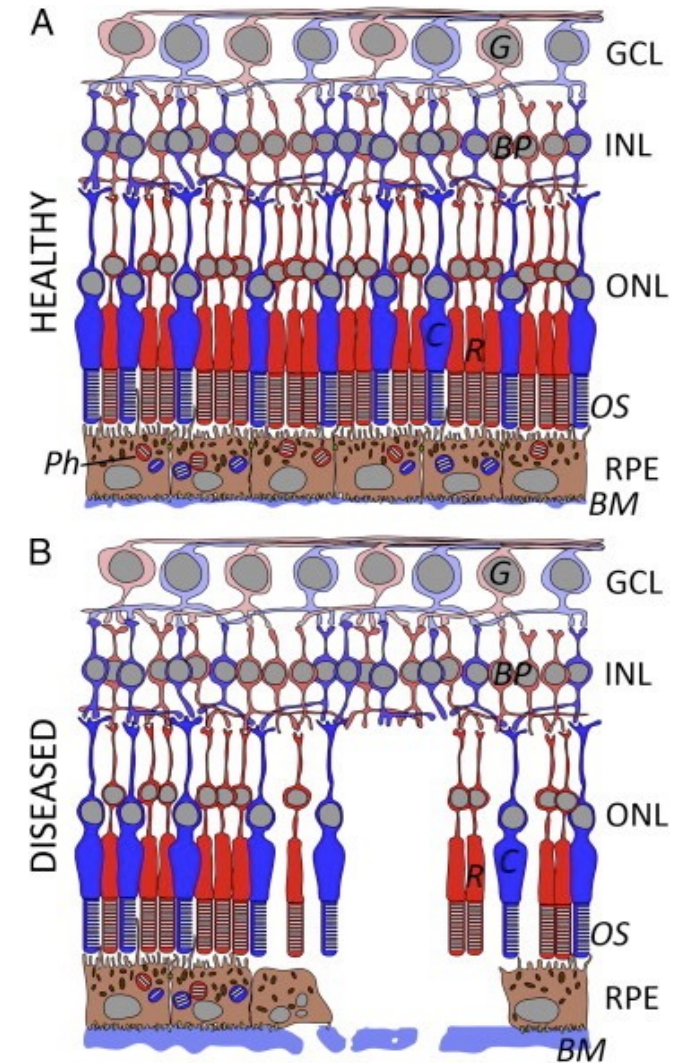 A
G
GCL
BP
INL
HEALTHY
ONL
C
R
OS
Ph
RPE
BM
B
G
GCL
BP
INL
DISEASED
ONL
C
R
OS
RPE
BM